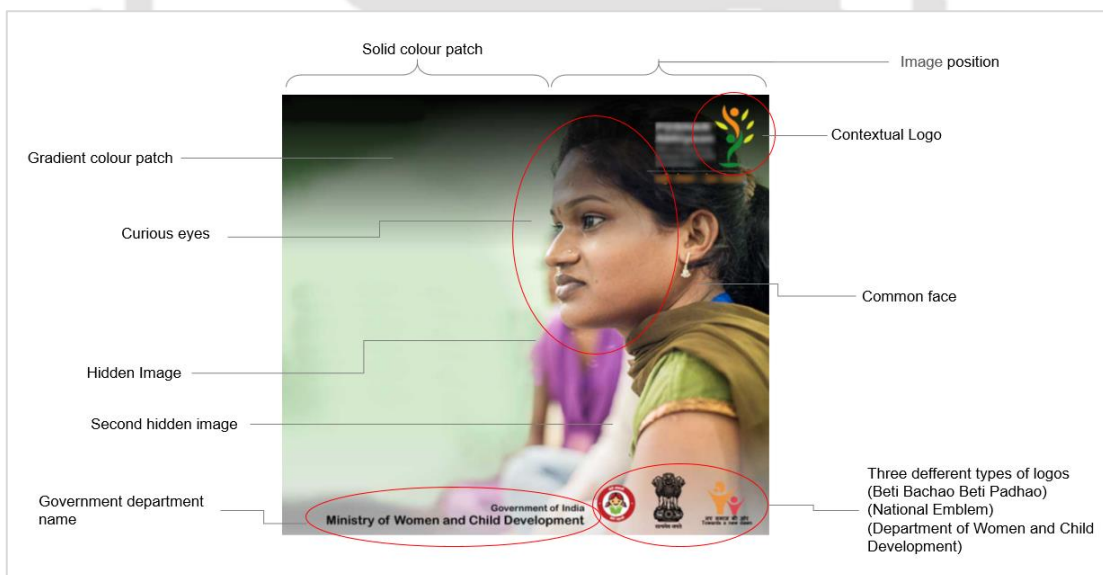 Solid colour patch
Image position
Contextual Logo
Gradient colour patch
Curious eyes
Common face
Hidden Image
Second hidden image
Government department
name
Government of India
Ministry of Women and Child Development
Three defferent types of logos
(Beti Bachao Beti Padhao)
(National Emblem)
(Department of Women and Child
Development)